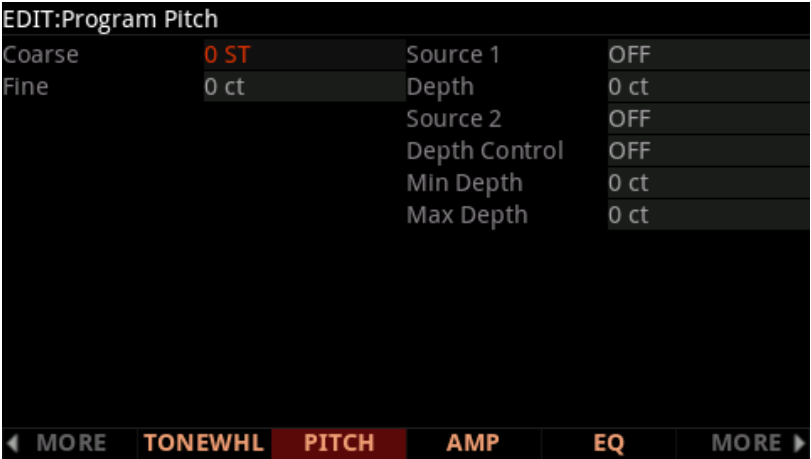 EDIT:Program Pitch
Coarse 0 ST Source 1 OFF
Fine 0 ct Depth 0 ct
Source 2 OFF
Depth Control OFF
Min Depth 0 ct
Max Depth 0 ct
MORE TONEWHL PITCH AMP EQ MORE